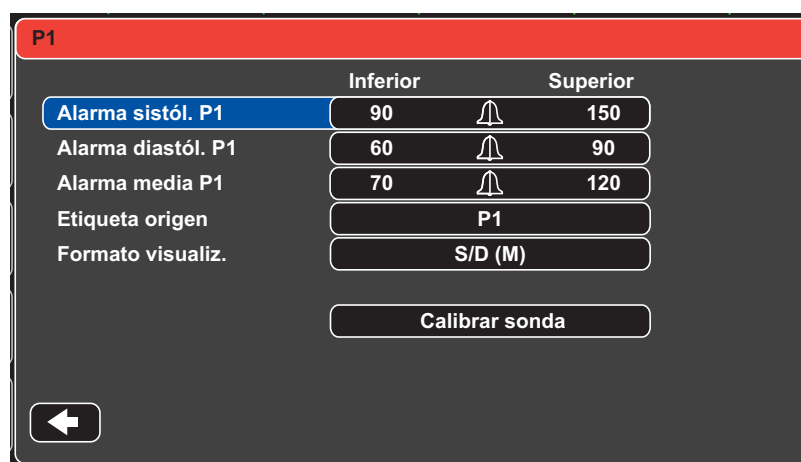 P1
Inferior Superior
Alarma sistól. P1 90 150
Alarma diastól. P1 60 90
Alarma media P1 70 120
Etiqueta origen P1
Formato visualiz. S/D (M)
Calibrar sonda